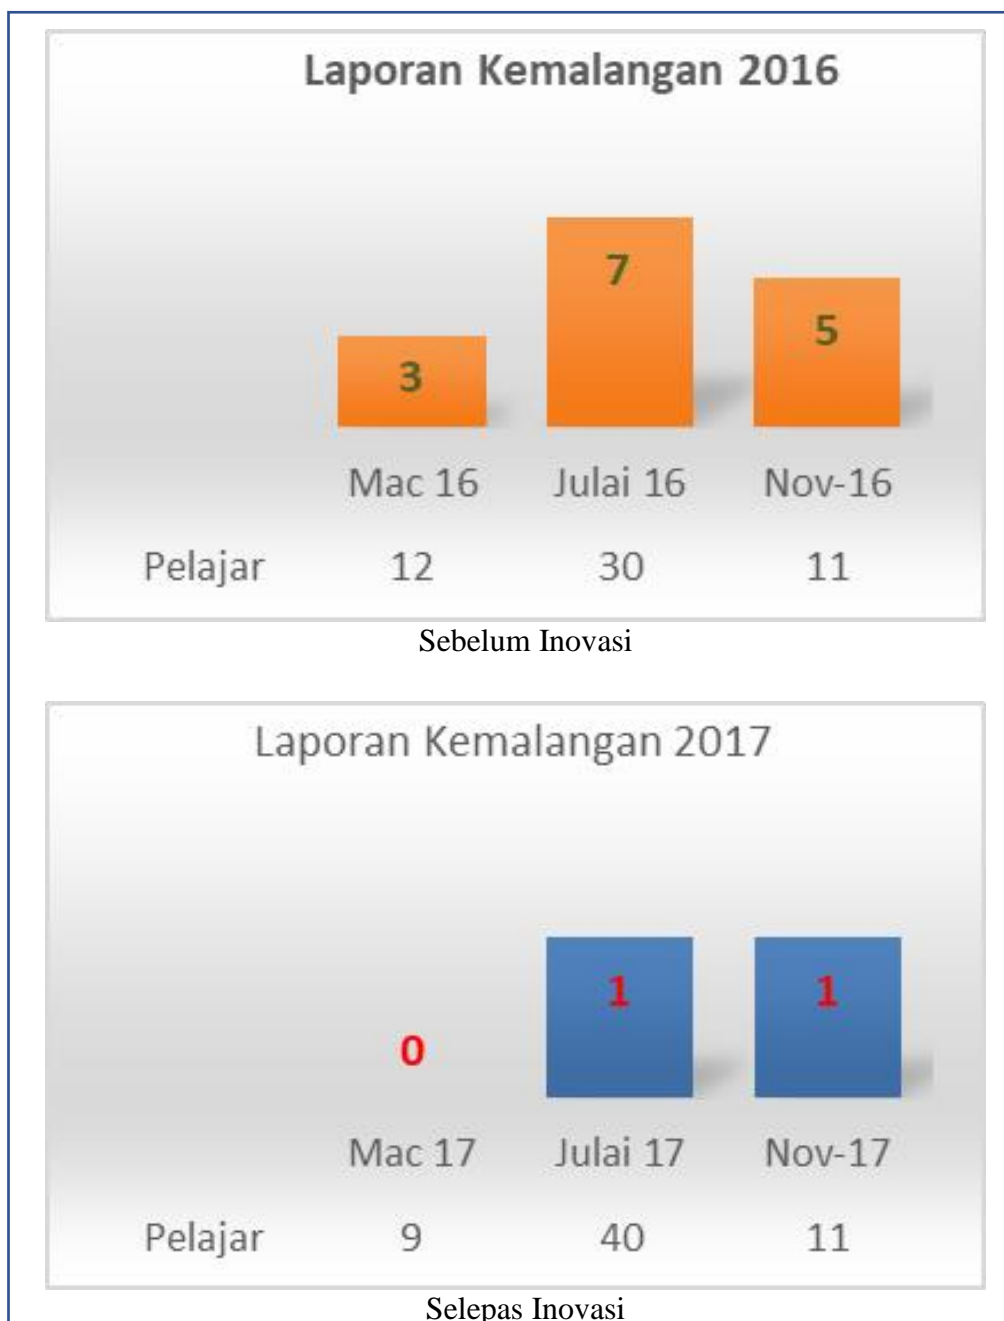 Laporan Kemalangan 2016
7
5
3
Mac 16 Julai 16 Nov-16
Pelajar 12 30 11
Sebelum Inovasi
Laporan Kemalangan 2017
1 1
0
Mac 17 Julai 17 Nov-17
Pelajar 9 40 11
Selepas Inovasi